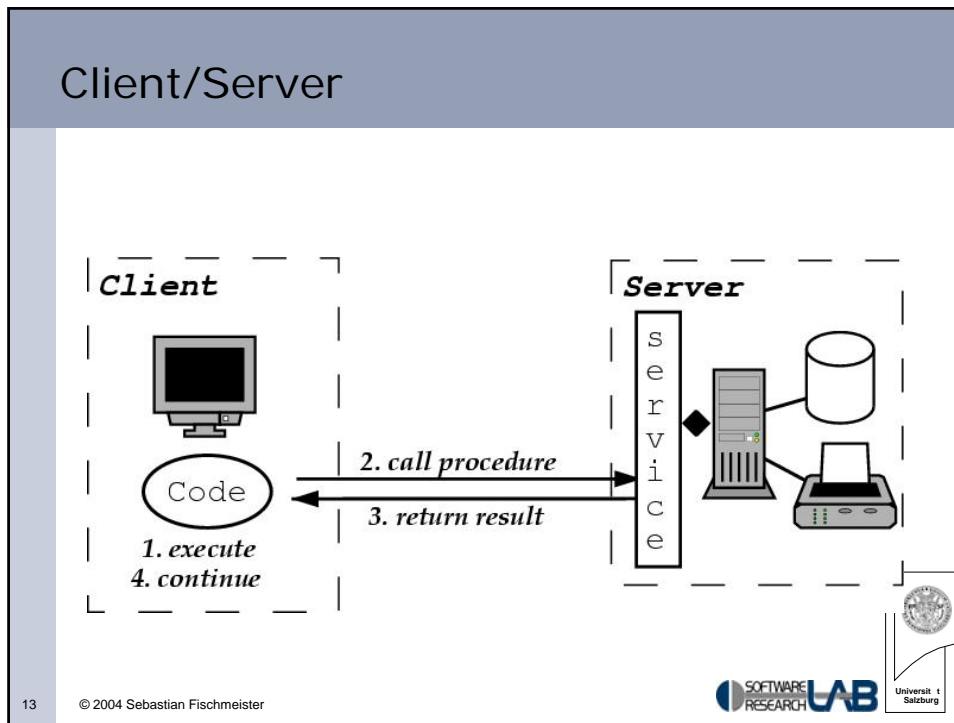 Client/Server
Client
Server
service
Code
2. call procedure
3. return result
1. execute
4. continue
13
© 2004 Sebastian Fischmeister
SOFTWARE
RESEARCH LAB
Universit t
Salzburg